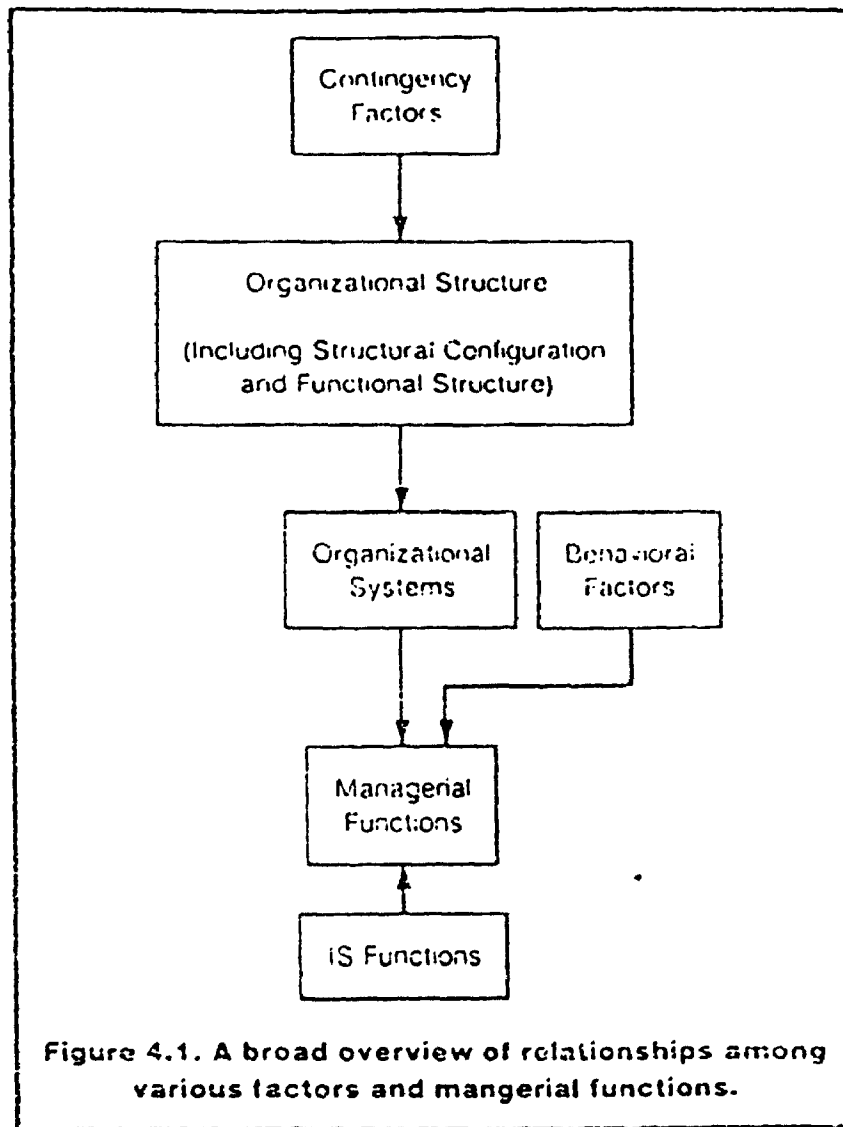 Contingency
Factors
Organizational Structure
(Including Structural Configuration
and Functional Structure)
Organizational
Systems
Behavioral
Factors
Managerial
Functions
IS Functions
Figure 4.1. A broad overview of relationships among
various factors and mangerial functions.